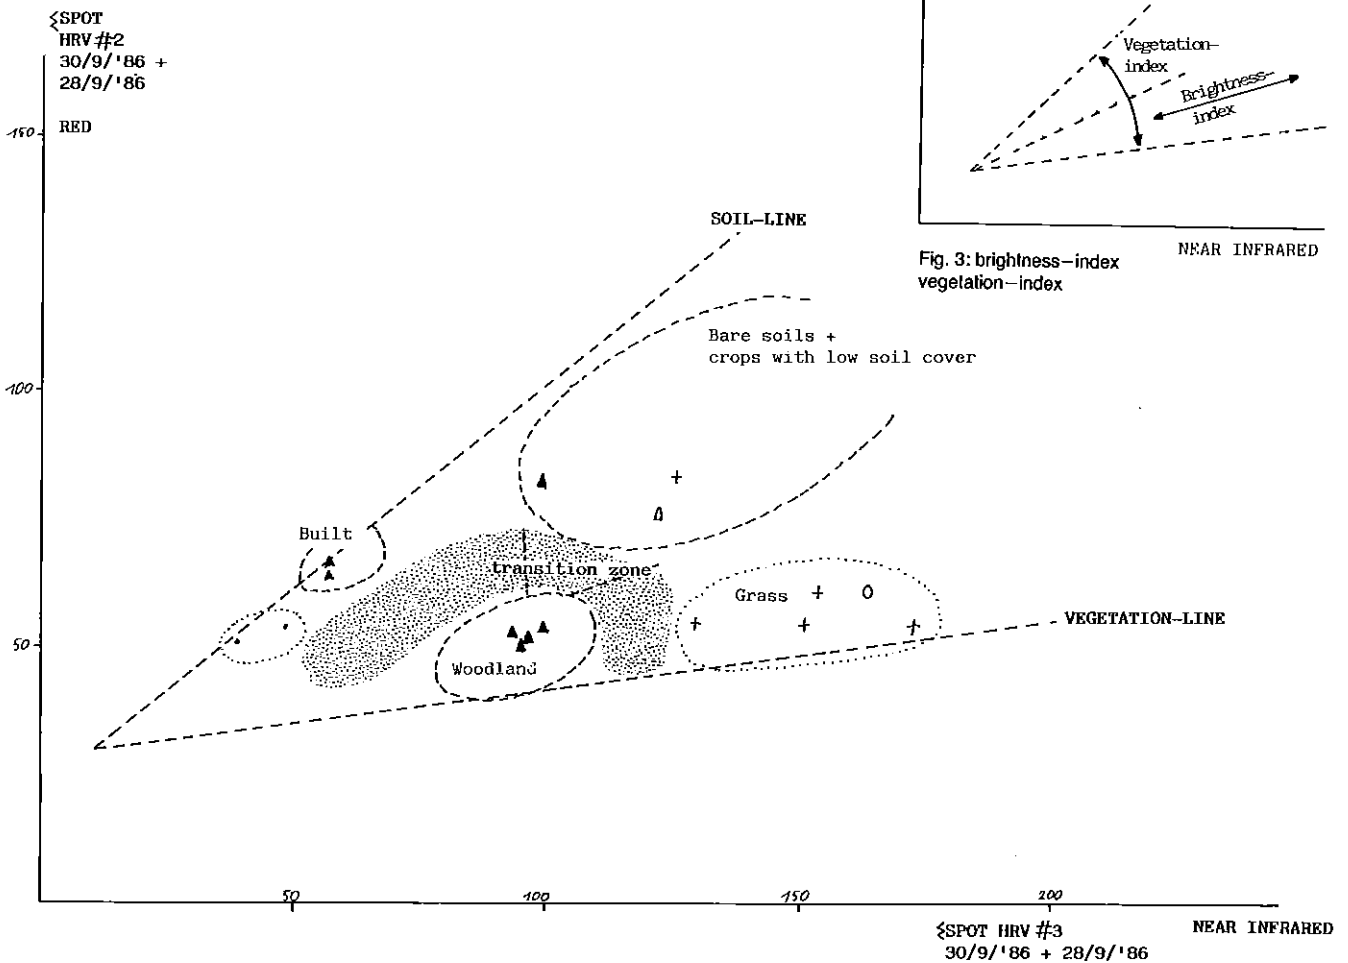 ⦃SPOT
HRV #2
30/9/'86 +
28/9/'86
RED
150
100
50
SOIL-LINE
Bare soils +
crops with low soil cover
Built
transition zone
Woodland
Grass
VEGETATION-LINE
50
100
150
200
⦃SPOT HRV #3
30/9/'86 + 28/9/'86
NEAR INFRARED
Vegetation-
index
Brightness-
index
NEAR INFRARED
Fig. 3: brightness-index
vegetation-index